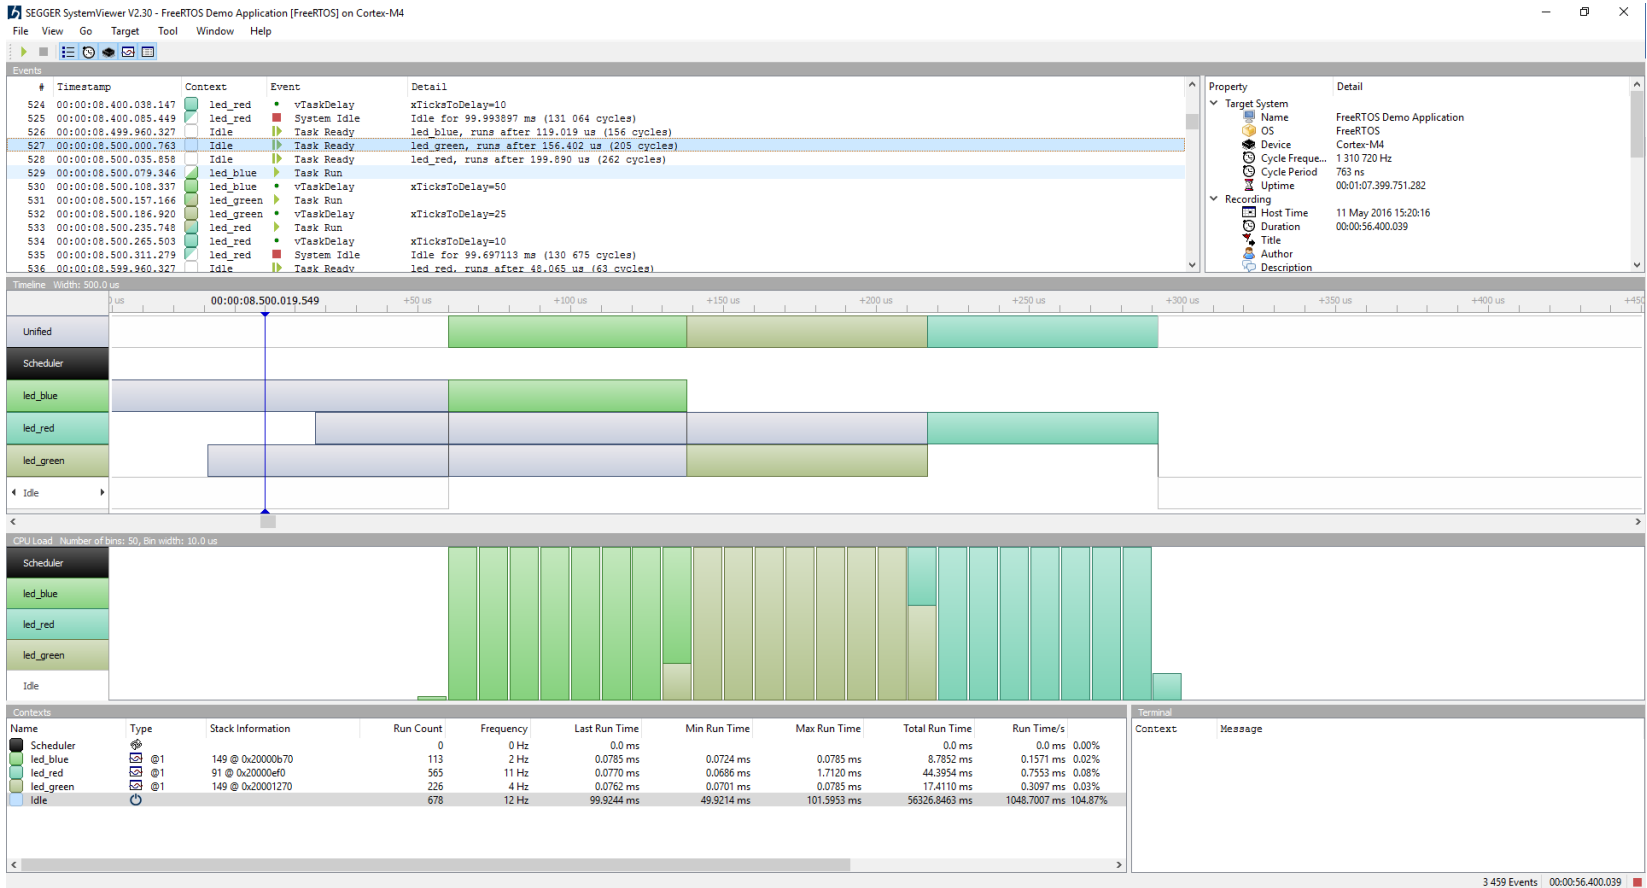 SEGGER SystemViewer V2.30 - FreeRTOS Demo Application [FreeRTOS] on Cortex-M4
File View Go Target Tool Window Help
Events
# Timestamp Context Event Detail
524 00:00:08.400.038.147 led_red vTaskDelay xTicksToDelay=10
525 00:00:08.400.085.449 led_red System Idle Idle for 99.993897 ms (131 064 cycles)
526 00:00:08.499.960.327 Idle Task Ready led_blue, runs after 119.019 us (156 cycles)
527 00:00:08.500.000.763 Idle Task Ready led_green, runs after 156.402 us (205 cycles)
528 00:00:08.500.035.858 Idle Task Ready led_red, runs after 199.890 us (262 cycles)
529 00:00:08.500.079.346 led_blue Task Run
530 00:00:08.500.108.337 led_blue vTaskDelay xTicksToDelay=50
531 00:00:08.500.157.166 led_green Task Run
532 00:00:08.500.186.920 led_green vTaskDelay xTicksToDelay=25
533 00:00:08.500.235.748 led_red Task Run
534 00:00:08.500.265.503 led_red vTaskDelay xTicksToDelay=10
535 00:00:08.500.311.279 led_red System Idle Idle for 99.697113 ms (130 675 cycles)
536 00:00:08.599.960.327 Idle Task Ready led_red, runs after 48.065 us (63 cycles)
Property Detail
Target System
Name FreeRTOS Demo Application
OS FreeRTOS
Device Cortex-M4
Cycle Freque... 1 310 720 Hz
Cycle Period 763 ns
Uptime 00:01:07.399.751.282
Recording
Host Time 11 May 2016 15:20:16
Duration 00:00:56.400.039
Title
Author
Description
Timeline Width: 500.0 us
0 us 00:00:08.500.019.549 +50 us +100 us +150 us +200 us +250 us +300 us +350 us +400 us +450
Unified
Scheduler
led_blue
led_red
led_green
Idle
CPU Load Number of bins: 50, Bin width: 10.0 us
Scheduler
led_blue
led_red
led_green
Idle
Contexts
Name Type Stack Information Run Count Frequency Last Run Time Min Run Time Max Run Time Total Run Time Run Time/s
Scheduler 0 0 Hz 0.0 ms 0.0 ms 0.0 ms 0.00%
led_blue @1 149 @ 0x20000b70 113 2 Hz 0.0785 ms 0.0724 ms 0.0785 ms 8.7852 ms 0.1571 ms 0.02%
led_red @1 91 @ 0x20000ef0 565 11 Hz 0.0770 ms 0.0686 ms 1.7120 ms 44.3954 ms 0.7553 ms 0.08%
led_green @1 149 @ 0x20001270 226 4 Hz 0.0762 ms 0.0701 ms 0.0785 ms 17.4110 ms 0.3097 ms 0.03%
Idle 678 12 Hz 99.9244 ms 49.9214 ms 101.5953 ms 56326.8463 ms 1048.7007 ms 104.87%
Terminal
Context Message
3 459 Events 00:00:56.400.039